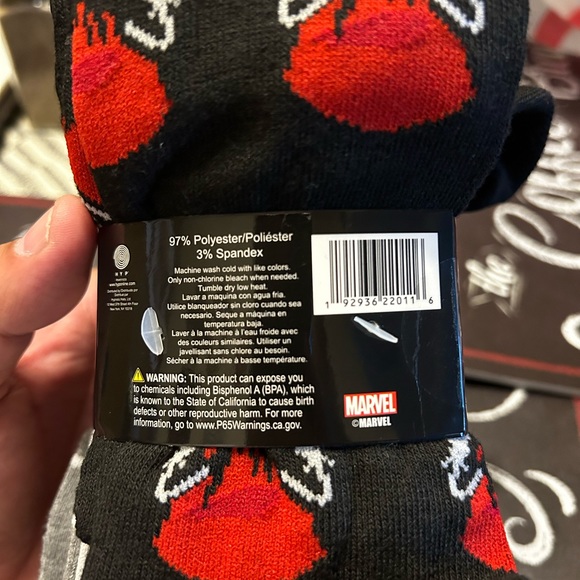 97% Polyester/Poliéster
3% Spandex
Machine wash cold with like colors.
Only non-chlorine bleach when needed.
Tumble dry low heat.
Lavar a maquina con agua fria.
Utilice blanqueador sin cloro cuando sea
necesario. Seque a máquina en
temperatura baja.
Laver à la machine à l'eau froide avec
des couleurs similaires. Utiliser un
javellisant sans chlore au besoin.
Sécher à la machine à basse température.
HYP
WARNING: This product can expose you
to chemicals including Bisphenol A (BPA), which
is known to the State of California to cause birth
defects or other reproductive harm. For more
information, go to www.P65Warnings.ca.gov.
1 92936 22011 6
MARVEL
©MARVEL
the